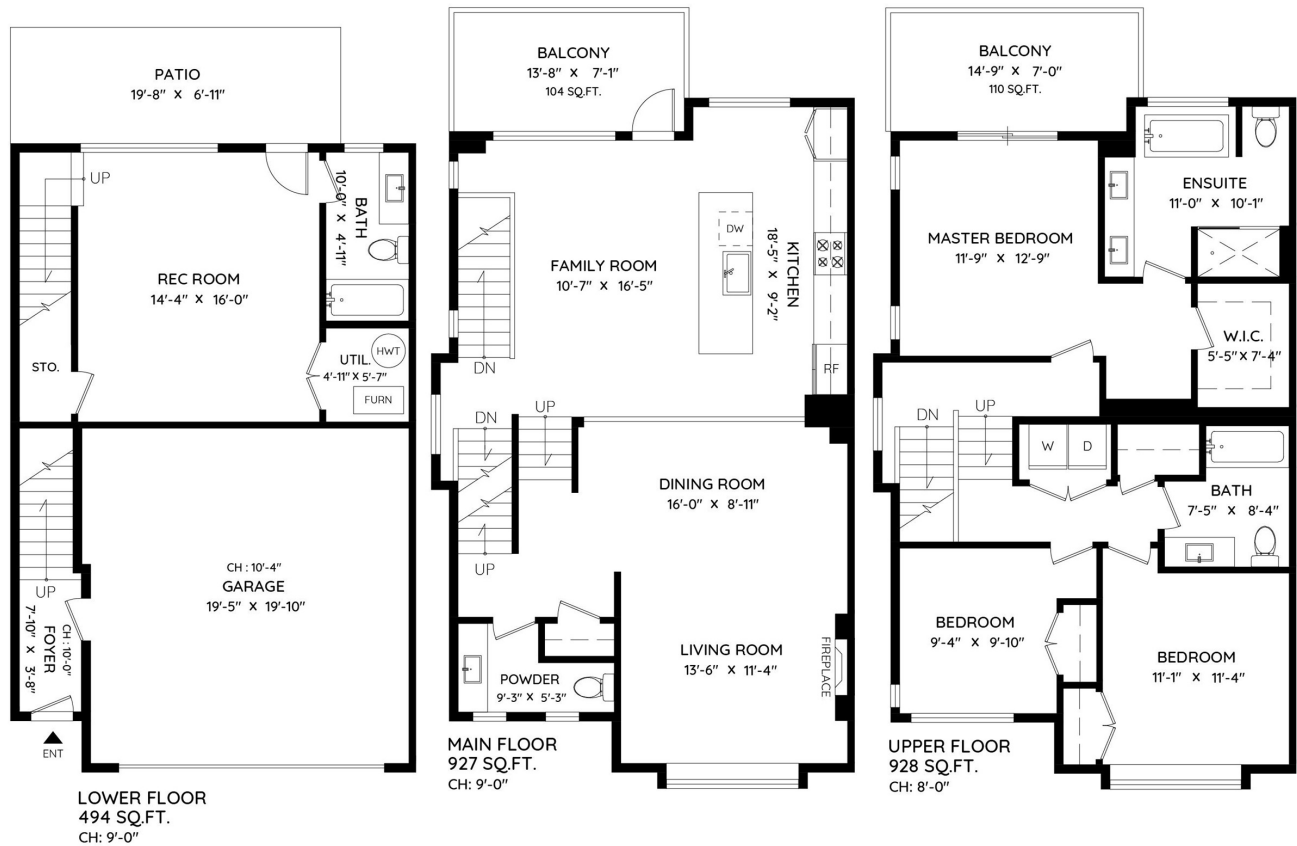 PATIO
19'-8" X 6'-11"
UP
10'-0" X 4'-11"
BATH
REC ROOM
14'-4" X 16'-0"
STO.
UTIL.
HWT
4'-11" X 5'-7"
FURN
UP
CH : 10'-4"
GARAGE
19'-5" X 19'-10"
CH : 10'-0"
FOYER
7'-10" X 3'-8"
ENT
LOWER FLOOR
494 SQ.FT.
CH: 9'-0"
BALCONY
13'-8" X 7'-1"
104 SQ.FT.
DW
KITCHEN
18'-5" X 9'-2"
FAMILY ROOM
10'-7" X 16'-5"
RF
DN
DN
UP
DINING ROOM
16'-0" X 8'-11"
UP
LIVING ROOM
13'-6" X 11'-4"
FIREPLACE
POWDER
9'-3" X 5'-3"
MAIN FLOOR
927 SQ.FT.
CH: 9'-0"
BALCONY
14'-9" X 7'-0"
110 SQ.FT.
ENSUITE
11'-0" X 10'-1"
MASTER BEDROOM
11'-9" X 12'-9"
W.I.C.
5'-5" X 7'-4"
DN
UP
W
D
BATH
7'-5" X 8'-4"
BEDROOM
9'-4" X 9'-10"
BEDROOM
11'-1" X 11'-4"
UPPER FLOOR
928 SQ.FT.
CH: 8'-0"